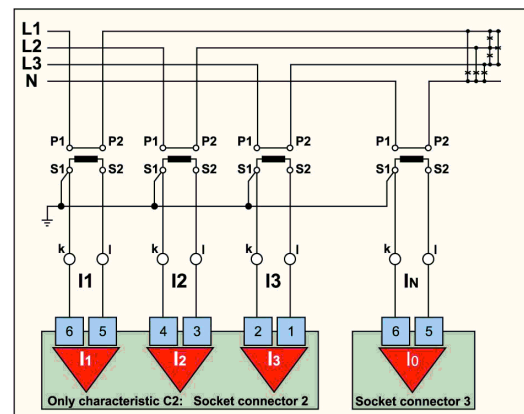 L1
L2
L3
N
P1 P2 P1 P2 P1 P2 P1 P2
S1 S2 S1 S2 S1 S2 S1 S2
k l k l k l k l
I1 I2 I3 IN
6 5 4 3 2 1 6 5
I1 I2 I3 I0
Only characteristic C2: Socket connector 2 Socket connector 3